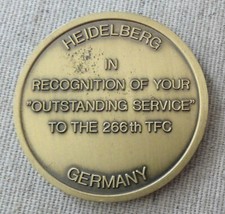 HEIDELBERG
IN
RECOGNITION OF YOUR
"OUTSTANDING SERVICE"
TO THE 266th TFC
GERMANY